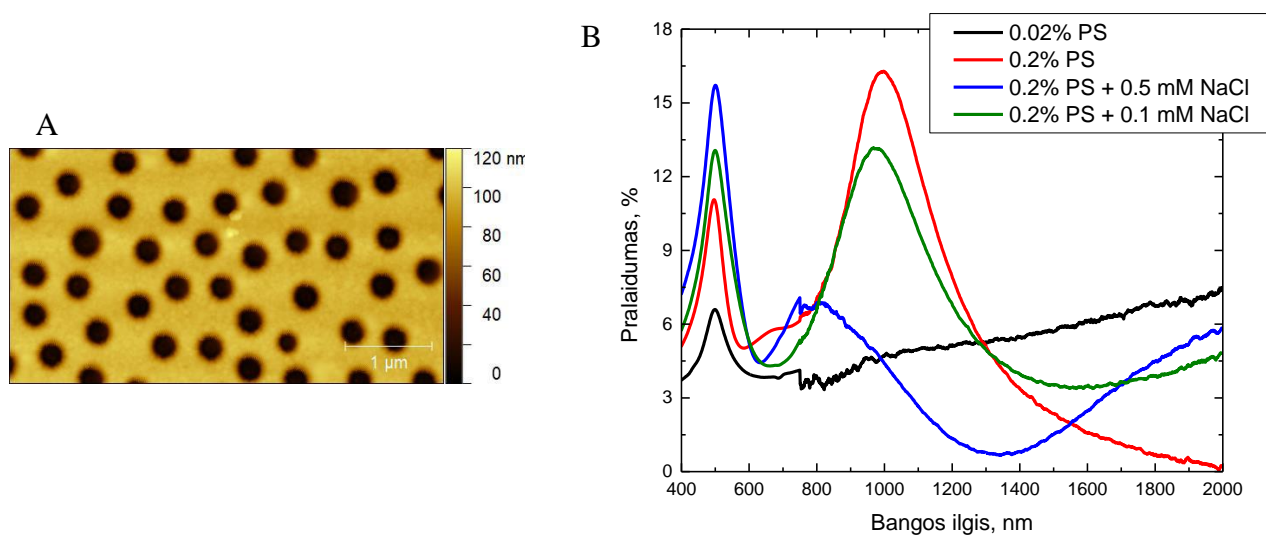 A
120 nm
100
80
60
40
20
0
1 µm
B
0.02% PS
0.2% PS
0.2% PS + 0.5 mM NaCl
0.2% PS + 0.1 mM NaCl
Pralaidumas, %
18
15
12
9
6
3
0
400 600 800 1000 1200 1400 1600 1800 2000
Bangos ilgis, nm